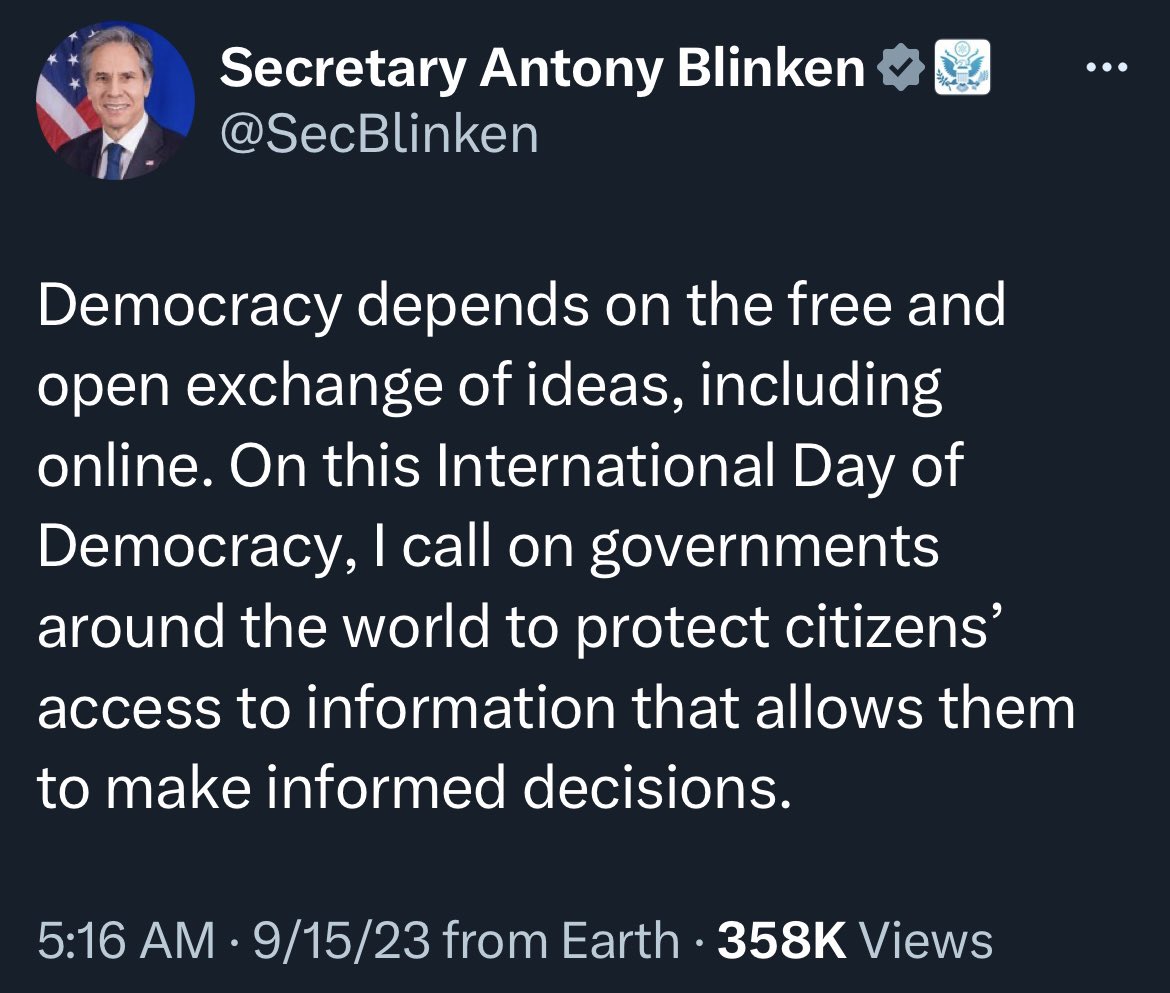 Secretary Antony Blinken
@SecBlinken
Democracy depends on the free and
open exchange of ideas, including
online. On this International Day of
Democracy, I call on governments
around the world to protect citizens’
access to information that allows them
to make informed decisions.
5:16 AM · 9/15/23 from Earth · 358K Views